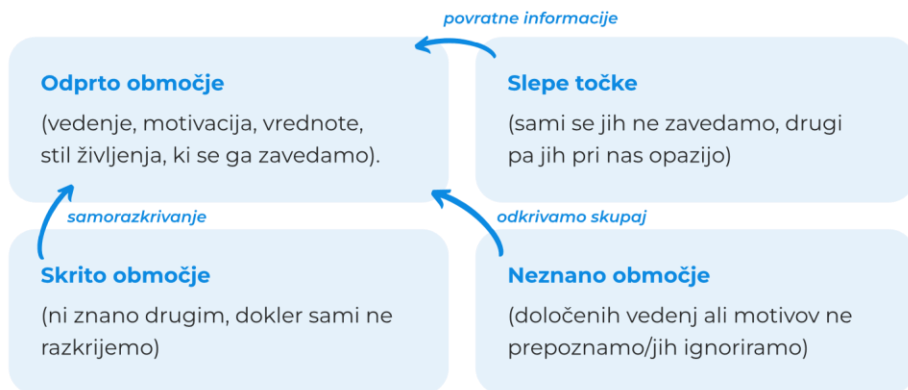 povratne informacije
Odprto območje
(vedenje, motivacija, vrednote,
stil življenja, ki se ga zavedamo).
Slepe točke
(sami se jih ne zavedamo, drugi
pa jih pri nas opazijo)
samorazkrivanje
odkrivamo skupaj
Skrito območje
(ni znano drugim, dokler sami ne
razkrijemo)
Neznano območje
(določenih vedenj ali motivov ne
prepoznamo/jih ignoriramo)